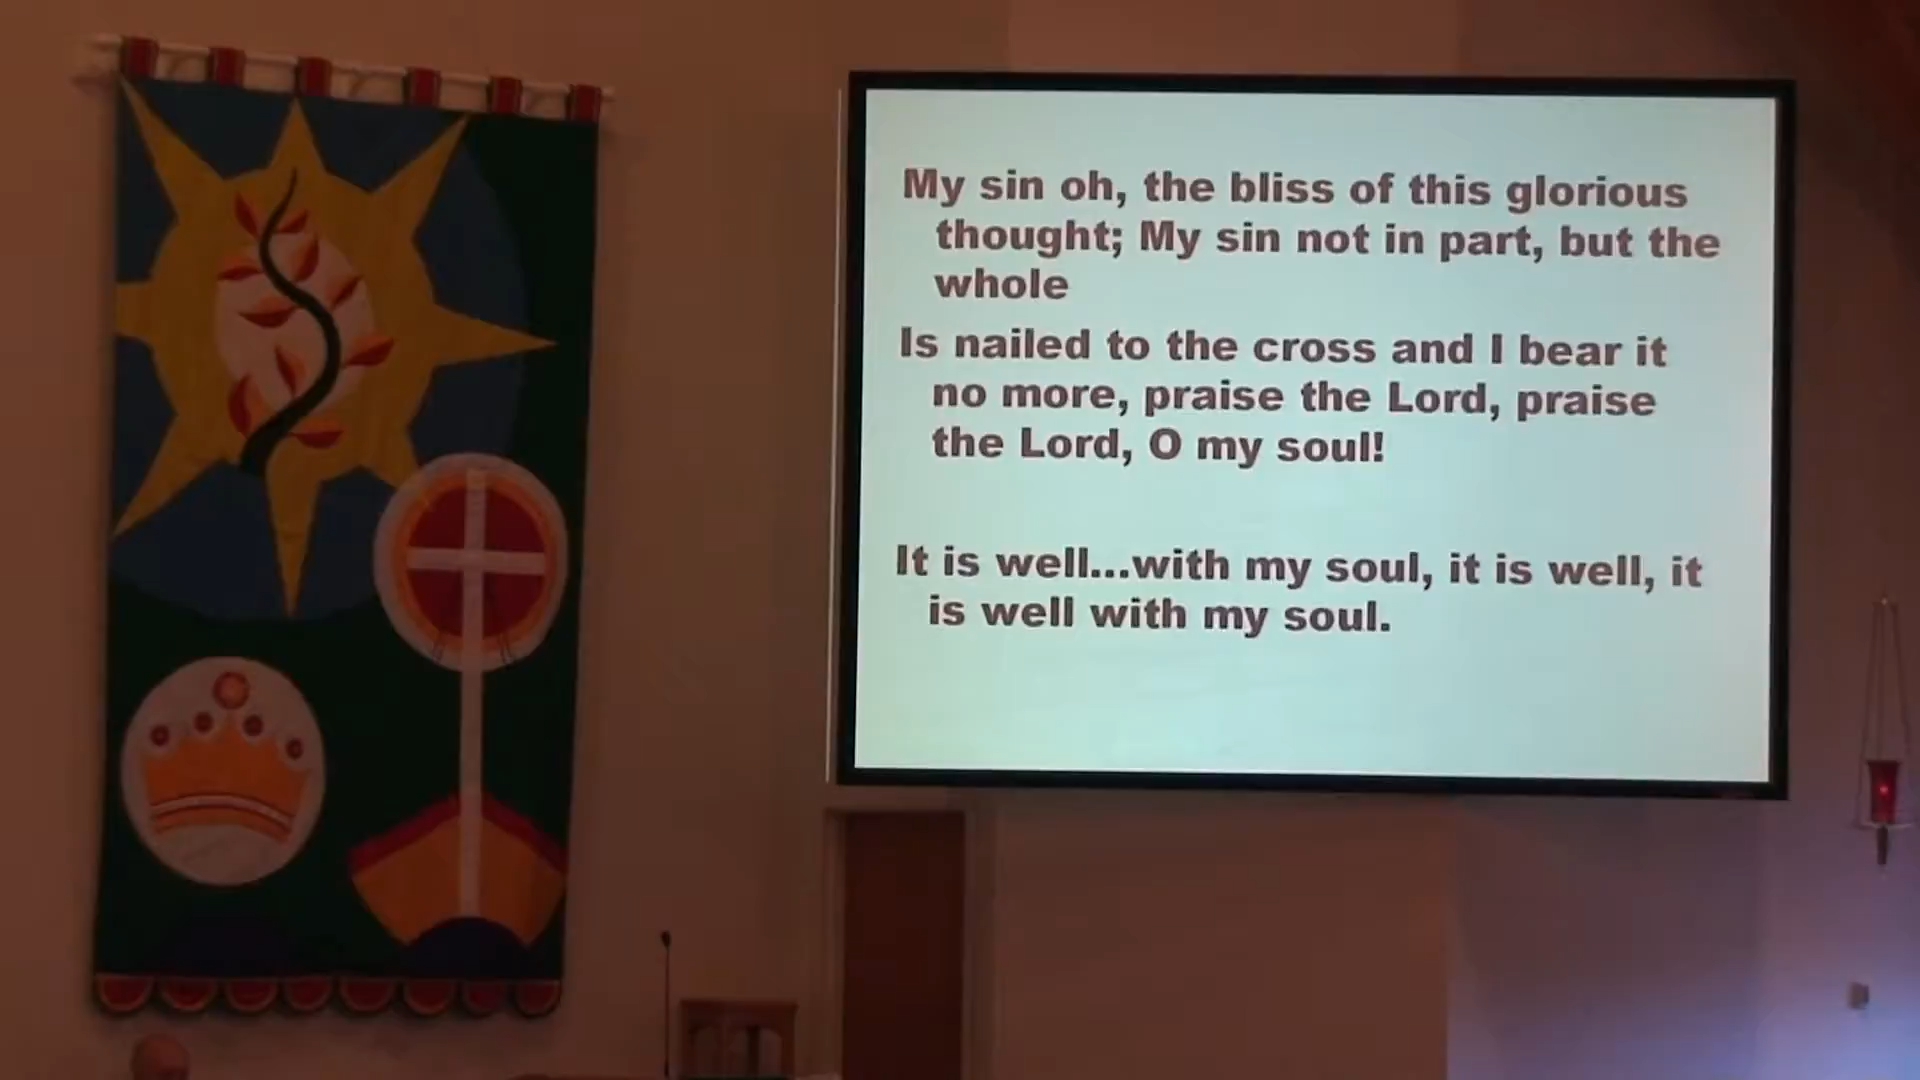 My sin oh, the bliss of this glorious
thought; My sin not in part, but the
whole
Is nailed to the cross and I bear it
no more, praise the Lord, praise
the Lord, O my soul!
It is well...with my soul, it is well, it
is well with my soul.